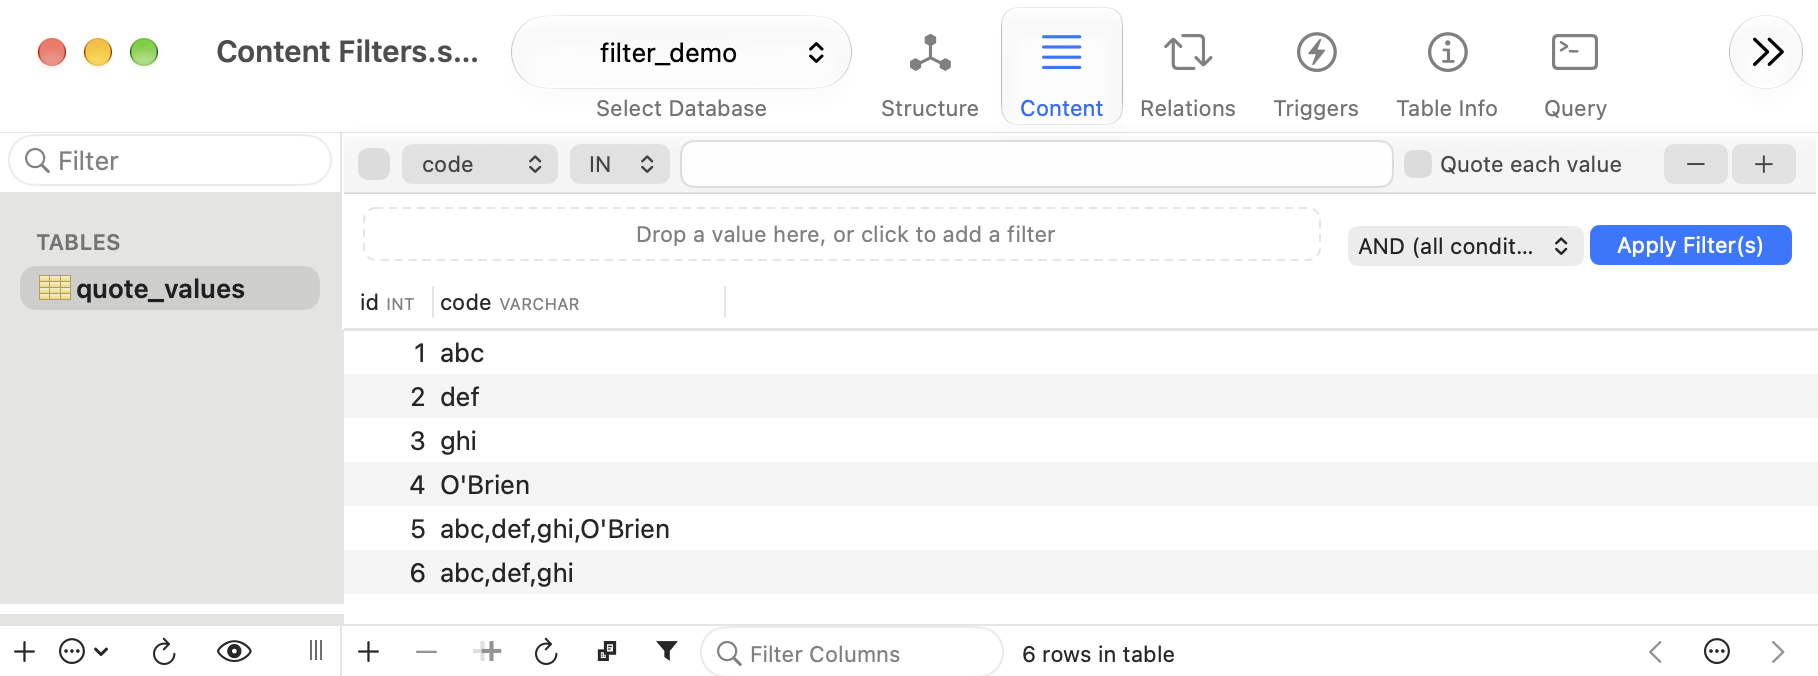 Content Filters.s...
filter_demo
Select Database
Structure
Content
Relations
Triggers
Table Info
Query
Filter
code
IN
Quote each value
TABLES
quote_values
Drop a value here, or click to add a filter
AND (all condit...
Apply Filter(s)
id INT
code VARCHAR
1 abc
2 def
3 ghi
4 O'Brien
5 abc,def,ghi,O'Brien
6 abc,def,ghi
Filter Columns
6 rows in table